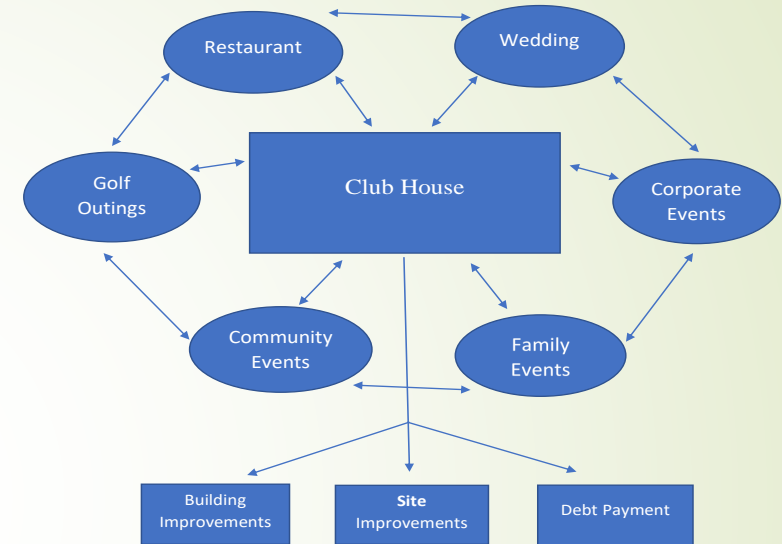 Restaurant
Wedding
Club House
Golf
Outings
Corporate
Events
Community
Events
Family
Events
Building
Improvements
Site
Improvements
Debt Payment